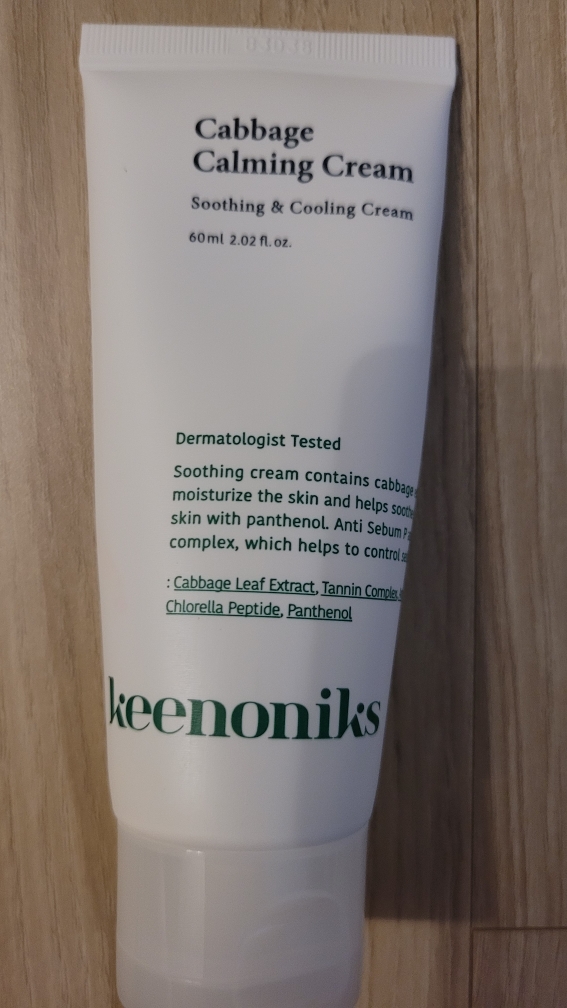 Cabbage
Calming Cream
Soothing & Cooling Cream
60ml 2.02 fl. oz.
Dermatologist Tested
Soothing cream contains cabbage
moisturize the skin and helps
skin with panthenol. Anti Sebum
complex, which helps to control
: Cabbage Leaf Extract, Tannin Complex,
Chlorella Peptide, Panthenol
keenoniks